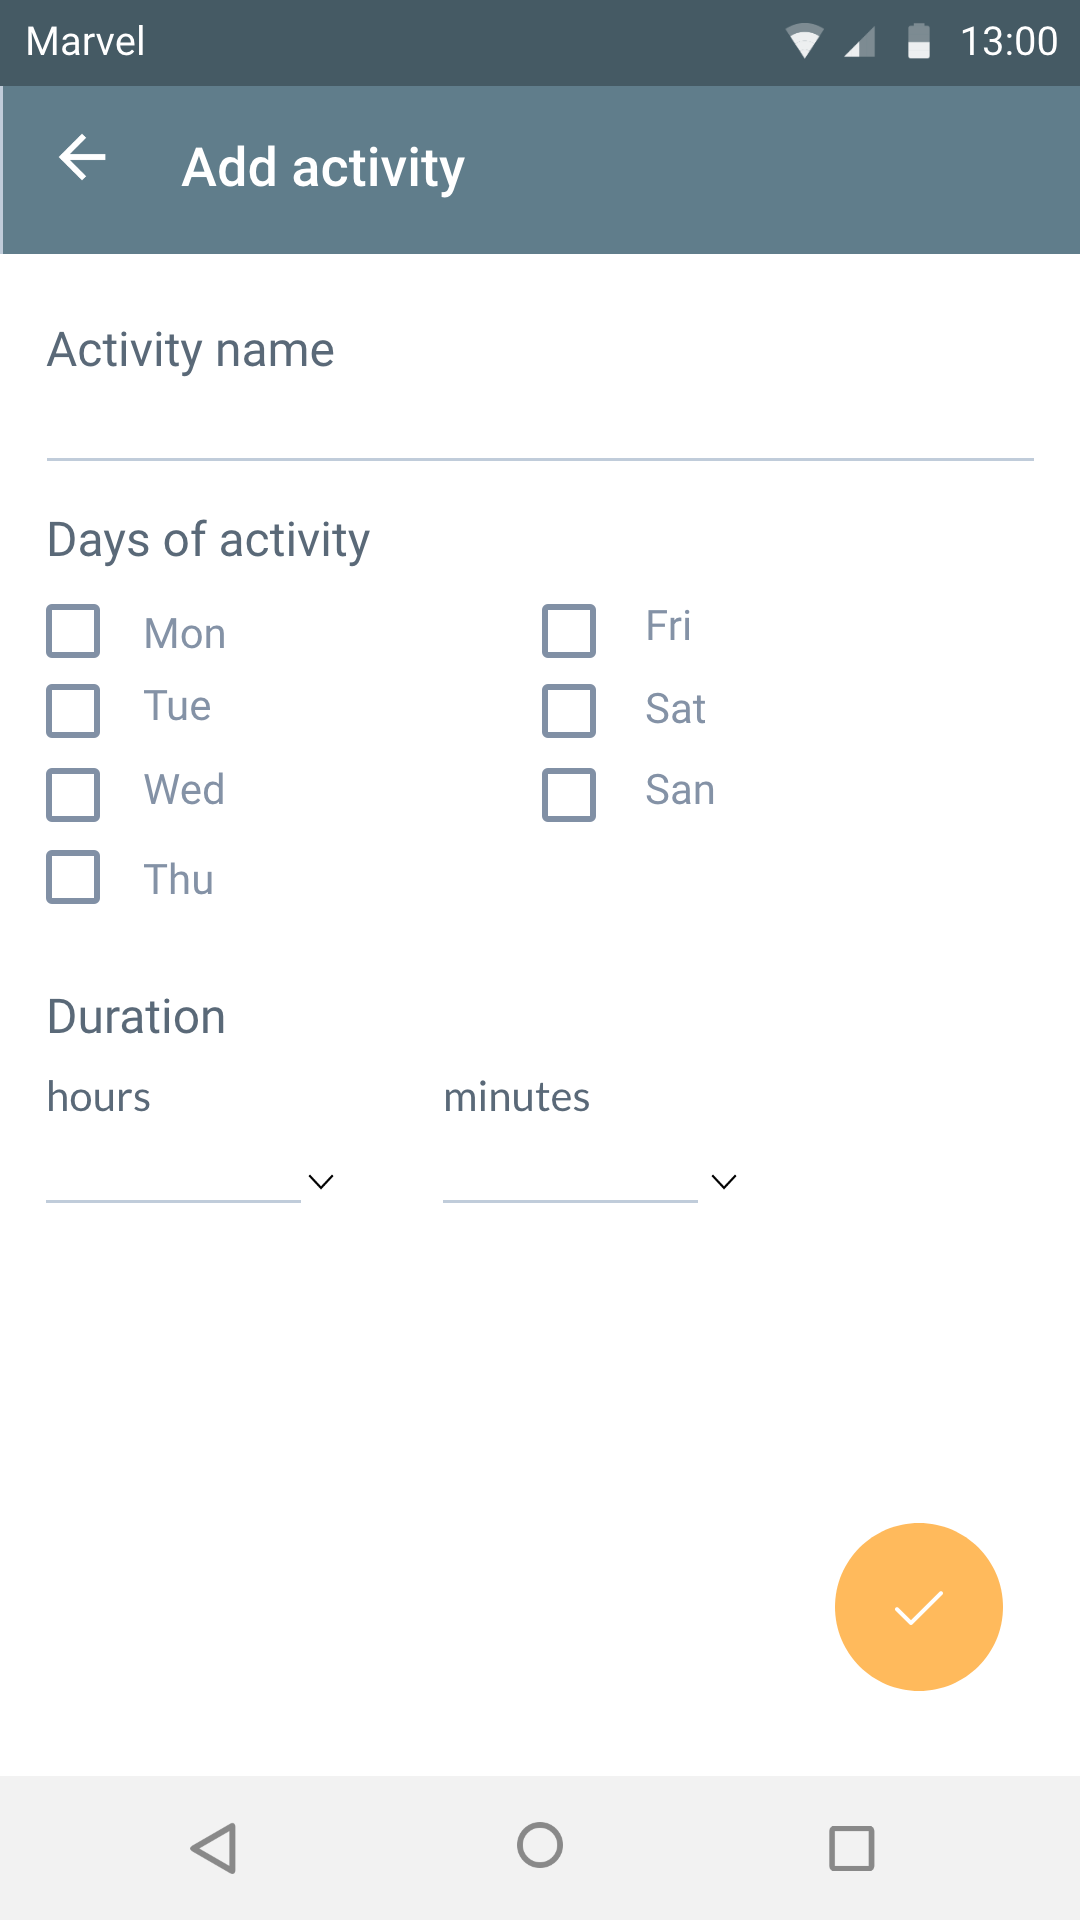 Marvel 13:00
Add activity
Activity name
Days of activity
Mon Fri
Tue Sat
Wed San
Thu
Duration
hours minutes